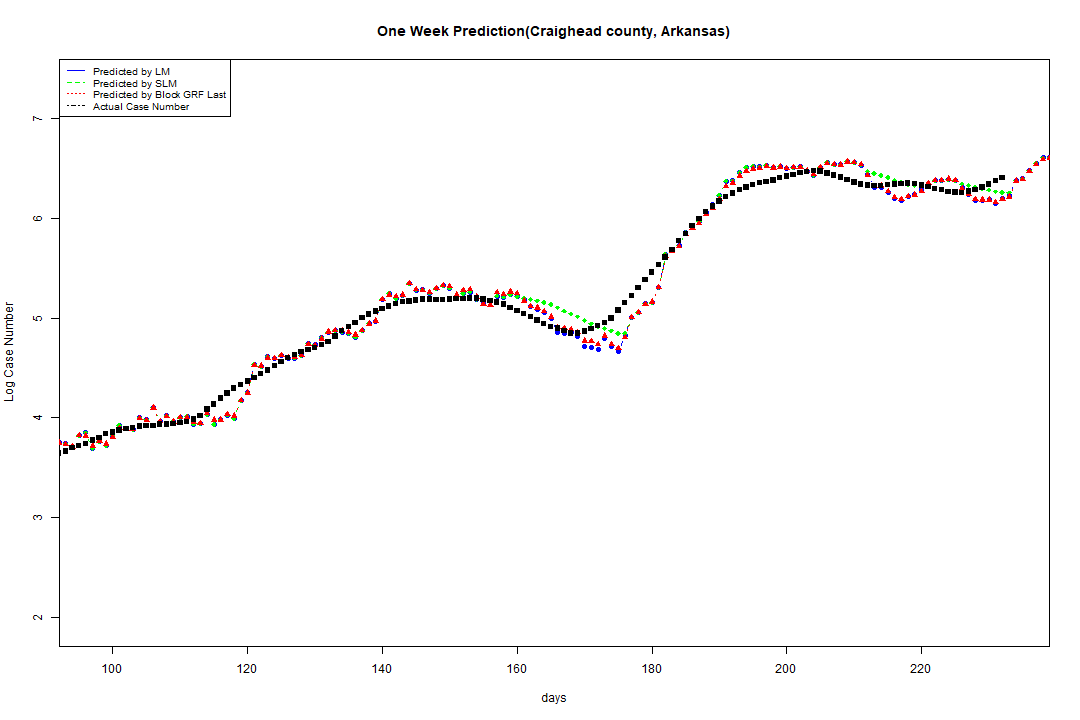 One Week Prediction(Craighead county, Arkansas)
Predicted by LM
Predicted by SLM
Predicted by Block GRF Last
Actual Case Number
7
6
5
4
3
2
Log Case Number
100 120 140 160 180 200 220
days